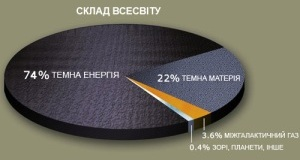 СКЛАД ВСЕСВІТУ
74% ТЕМНА ЕНЕРГІЯ
22% ТЕМНА МАТЕРІЯ
3.6% МІЖГАЛАКТИЧНИЙ ГАЗ
0.4% ЗОРІ, ПЛАНЕТИ, ІНШЕ